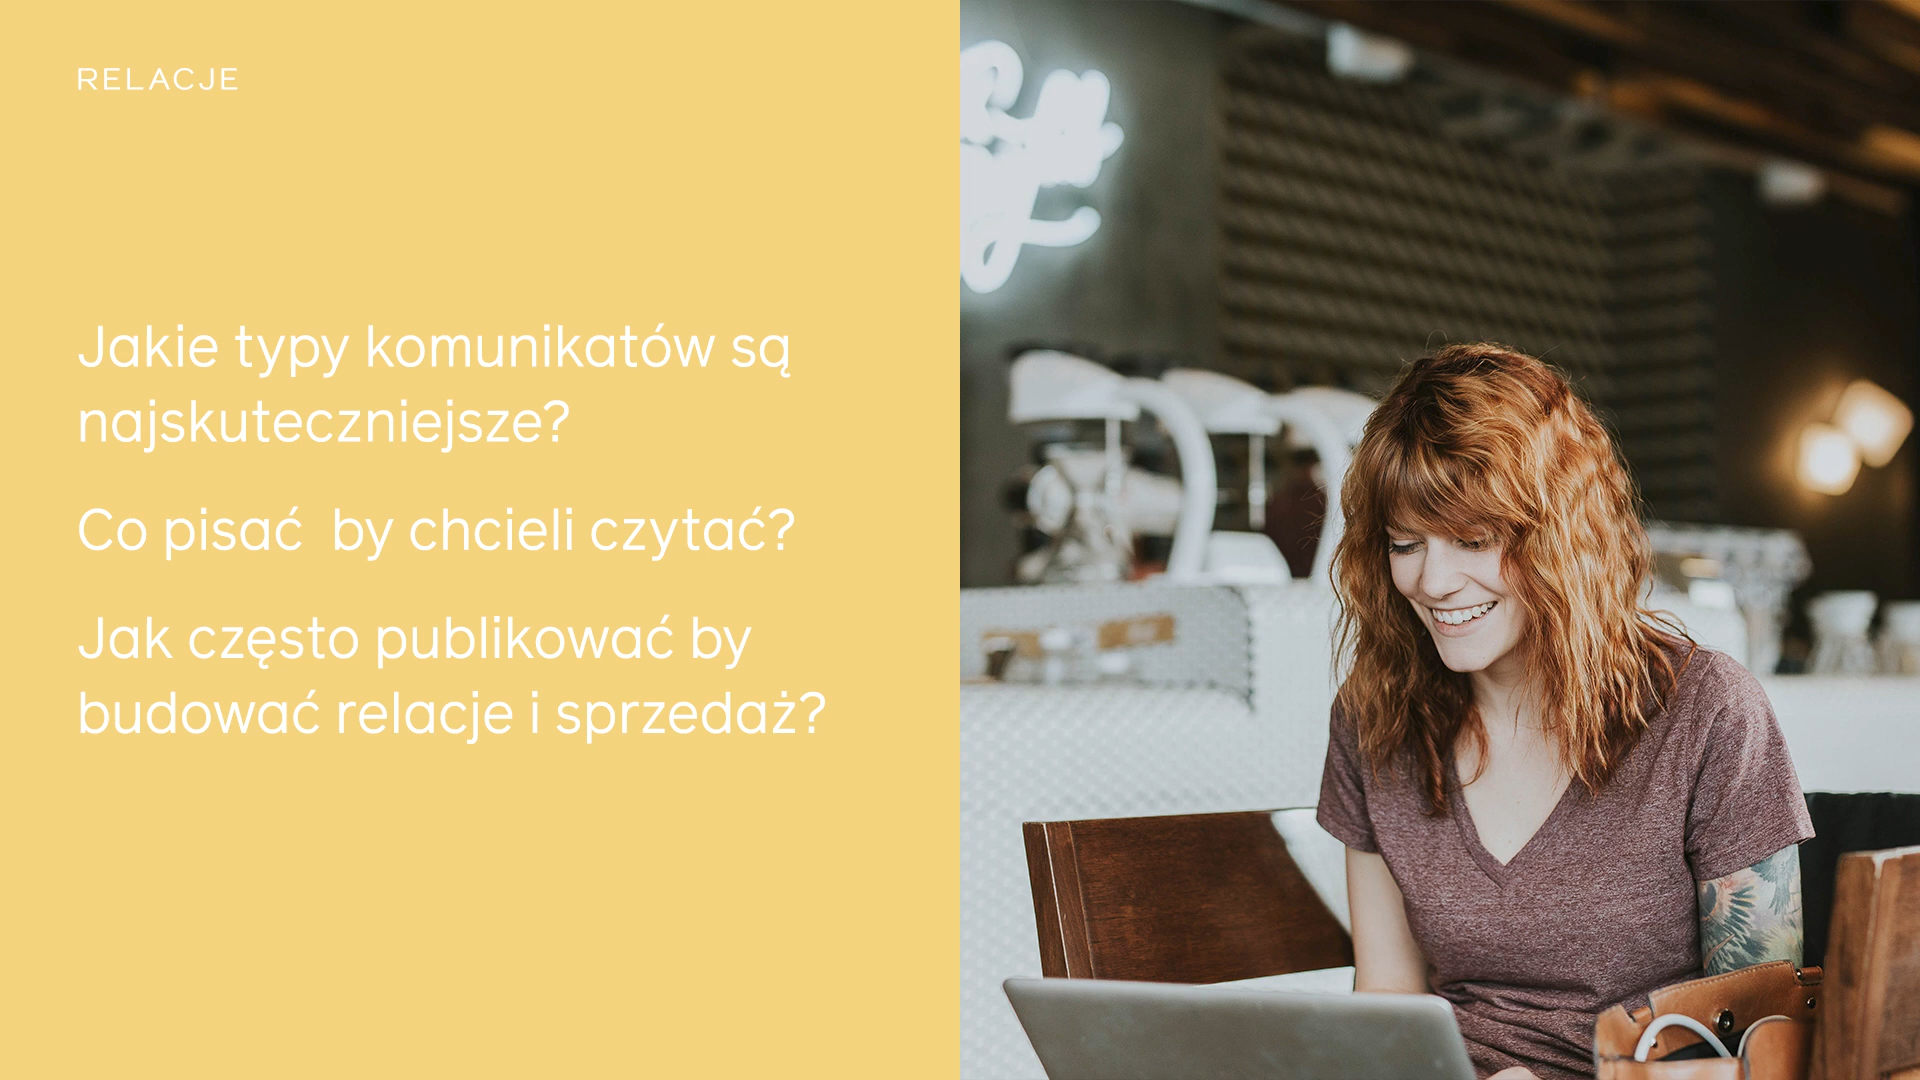 RELACJE
Jakie typy komunikatów są
najskuteczniejsze?
Co pisać  by chcieli czytać?
Jak często publikować by
budować relacje i sprzedaż?